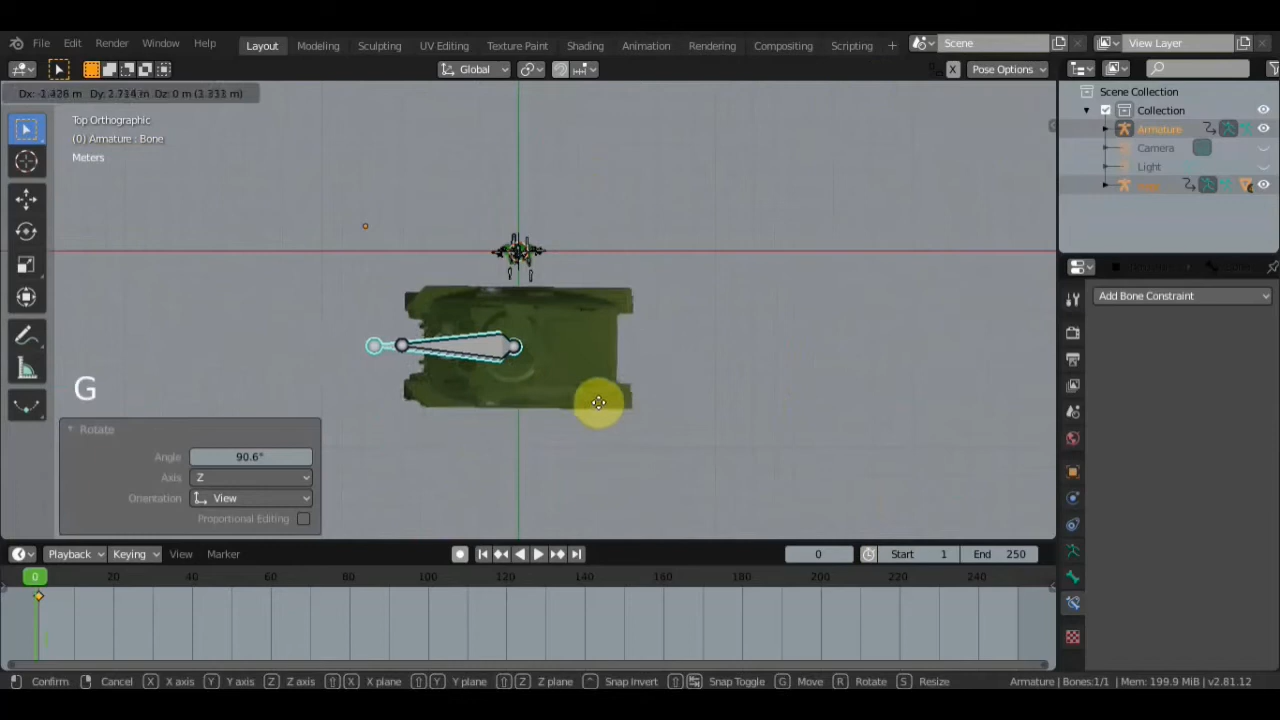 File Edit Render Window Help Layout Modeling Sculpting UV Editing Texture Paint Shading Animation Rendering Compositing Scripting + Scene View Layer
Global X Pose Options
Dx: -1.428 m Dy: 2.714 m Dz: 0 m (3.331 m)
Top Orthographic
(0) Armature : Bone
Meters
Scene Collection
Collection
Armature
Camera
Light
Add Bone Constraint
G
Rotate
Angle 90.6°
Axis Z
Orientation View
Proportional Editing
Playback Keying View Marker 0 Start 1 End 250
0 20 40 60 80 100 120 140 160 180 200 220 240
Confirm Cancel X X axis Y Y axis Z Z axis X X plane Y Y plane Z Z plane ^ Snap Invert Snap Toggle G Move R Rotate S Resize Armature | Bones:1/1 | Mem: 199.9 MiB | v2.81.12